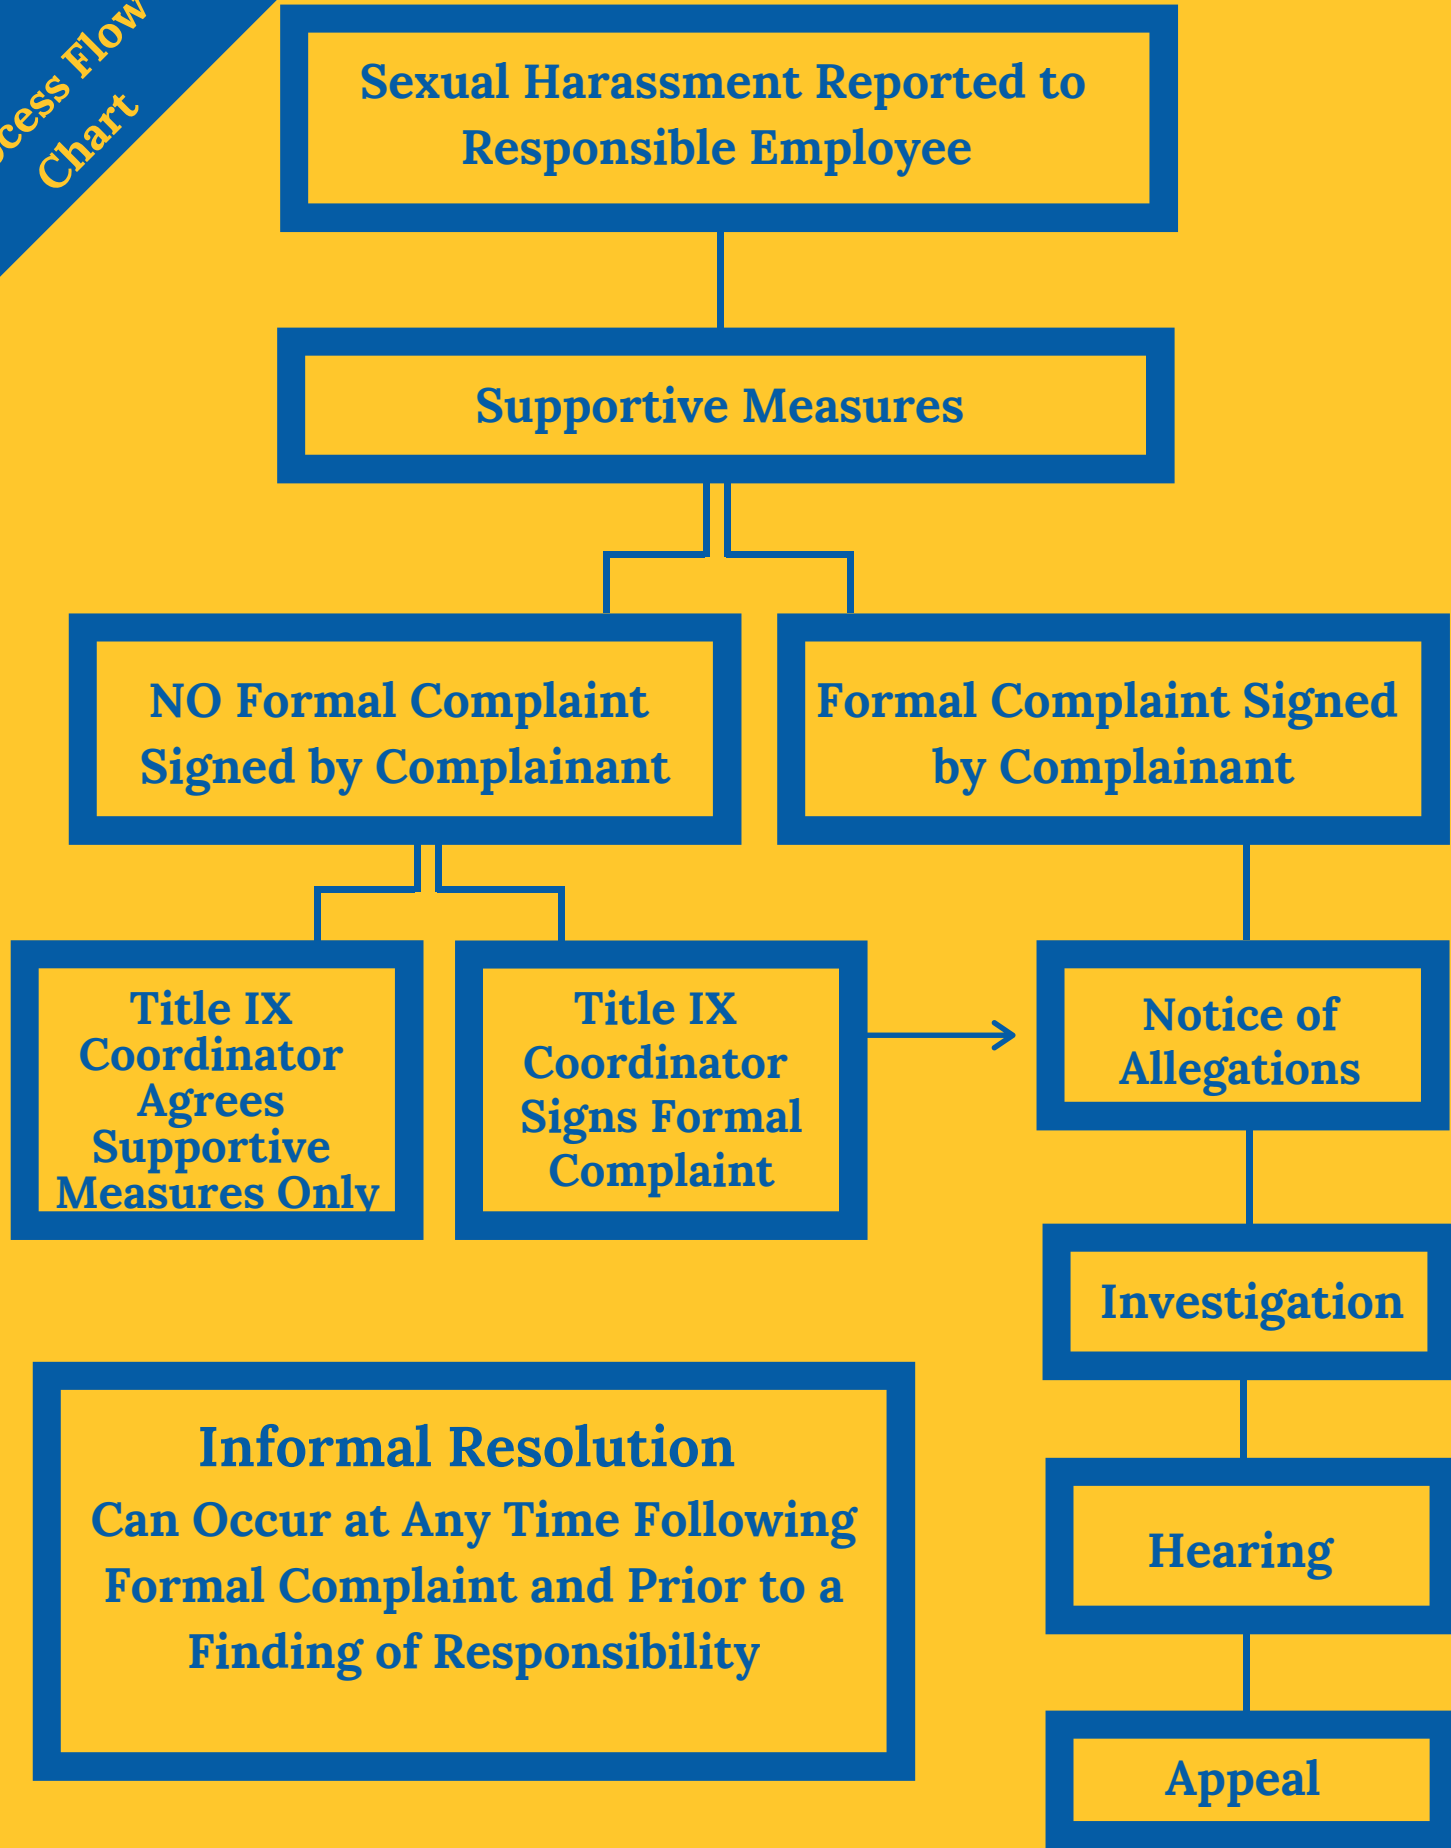 Flow
Chart
Sexual Harassment Reported to
Responsible Employee
Supportive Measures
NO Formal Complaint
Signed by Complainant
Formal Complaint Signed
by Complainant
Title IX
Coordinator
Agrees
Supportive
Measures Only
Title IX
Coordinator
Signs Formal
Complaint
Notice of
Allegations
Investigation
Informal Resolution
Can Occur at Any Time Following
Formal Complaint and Prior to a
Finding of Responsibility
Hearing
Appeal